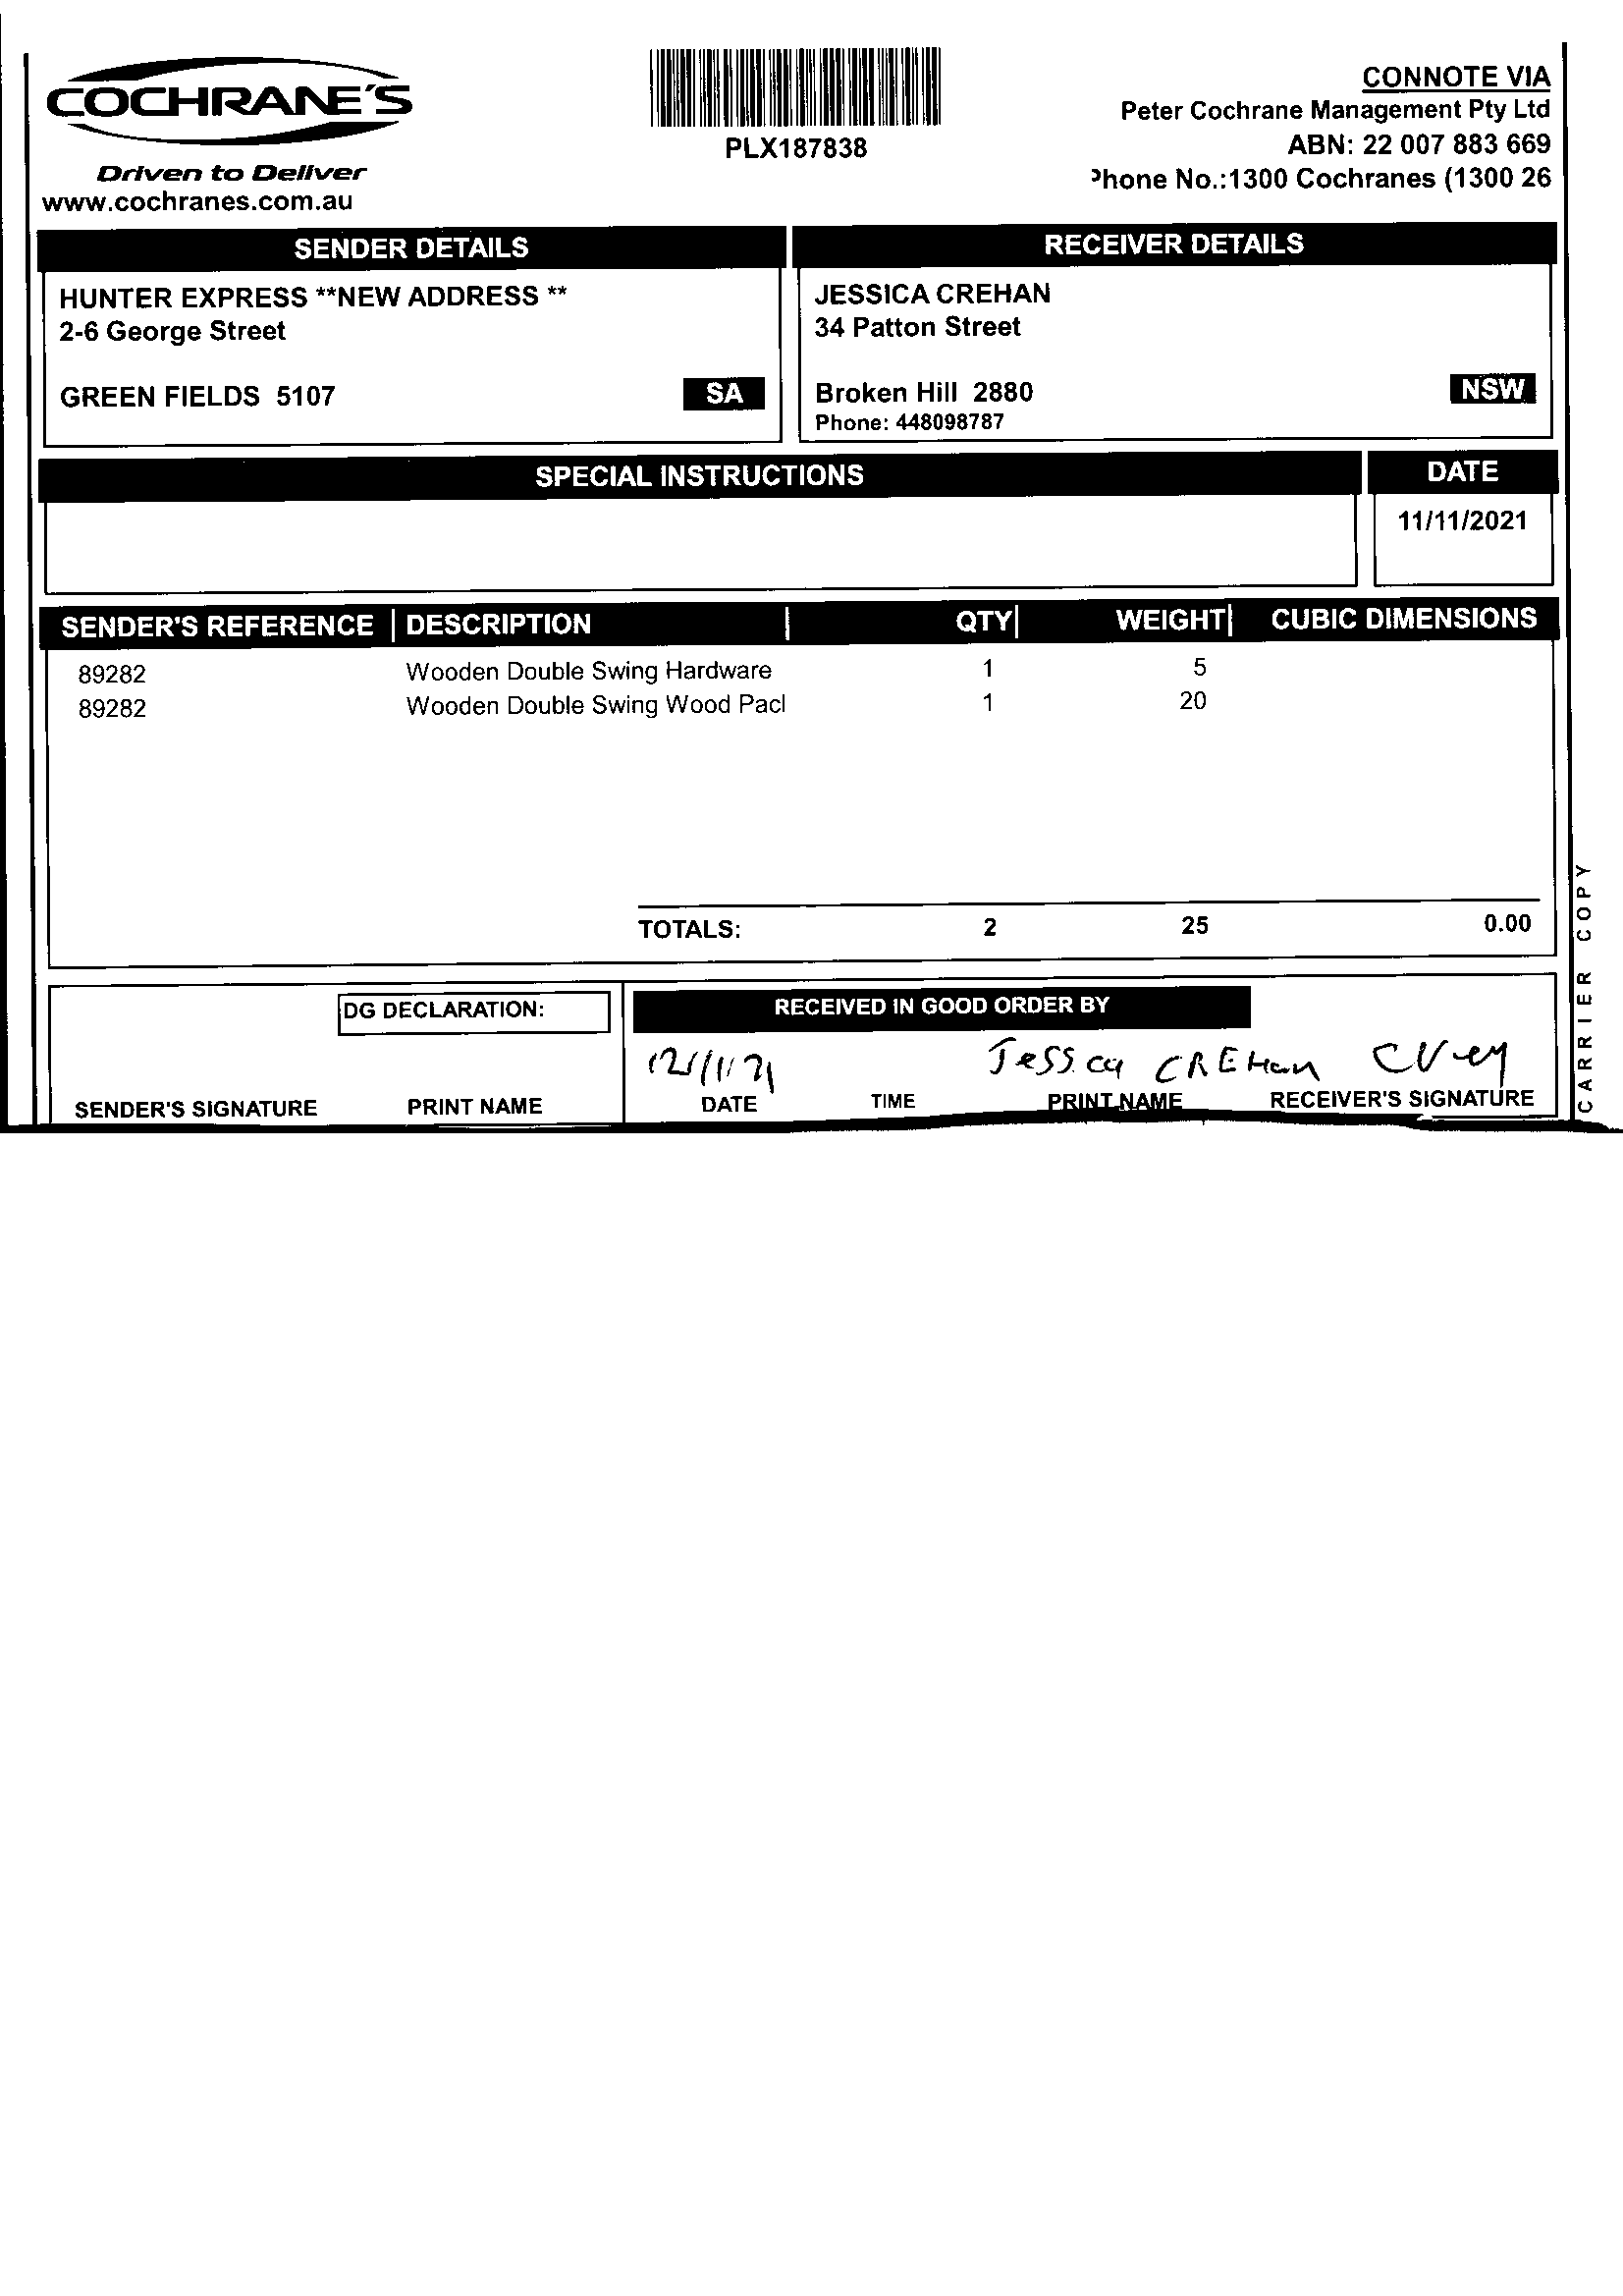 COCHRANE'S
Driven to Deliver
www.cochranes.com.au
PLX187838
CONNOTE VIA
Peter Cochrane Management Pty Ltd
ABN: 22 007 883 669
Phone No.:1300 Cochranes (1300 26
SENDER DETAILS
HUNTER EXPRESS **NEW ADDRESS **
2-6 George Street
GREEN FIELDS 5107 SA
RECEIVER DETAILS
JESSICA CREHAN
34 Patton Street
Broken Hill 2880 NSW
Phone: 448098787
SPECIAL INSTRUCTIONS
DATE
11/11/2021
SENDER'S REFERENCE DESCRIPTION QTY WEIGHT CUBIC DIMENSIONS
89282 Wooden Double Swing Hardware 1 5
89282 Wooden Double Swing Wood Pacl 1 20
TOTALS: 2 25 0.00
DG DECLARATION:
RECEIVED IN GOOD ORDER BY
12/11/21 Jessica CREHan
SENDER'S SIGNATURE PRINT NAME DATE TIME PRINT NAME RECEIVER'S SIGNATURE
CARRIER COPY